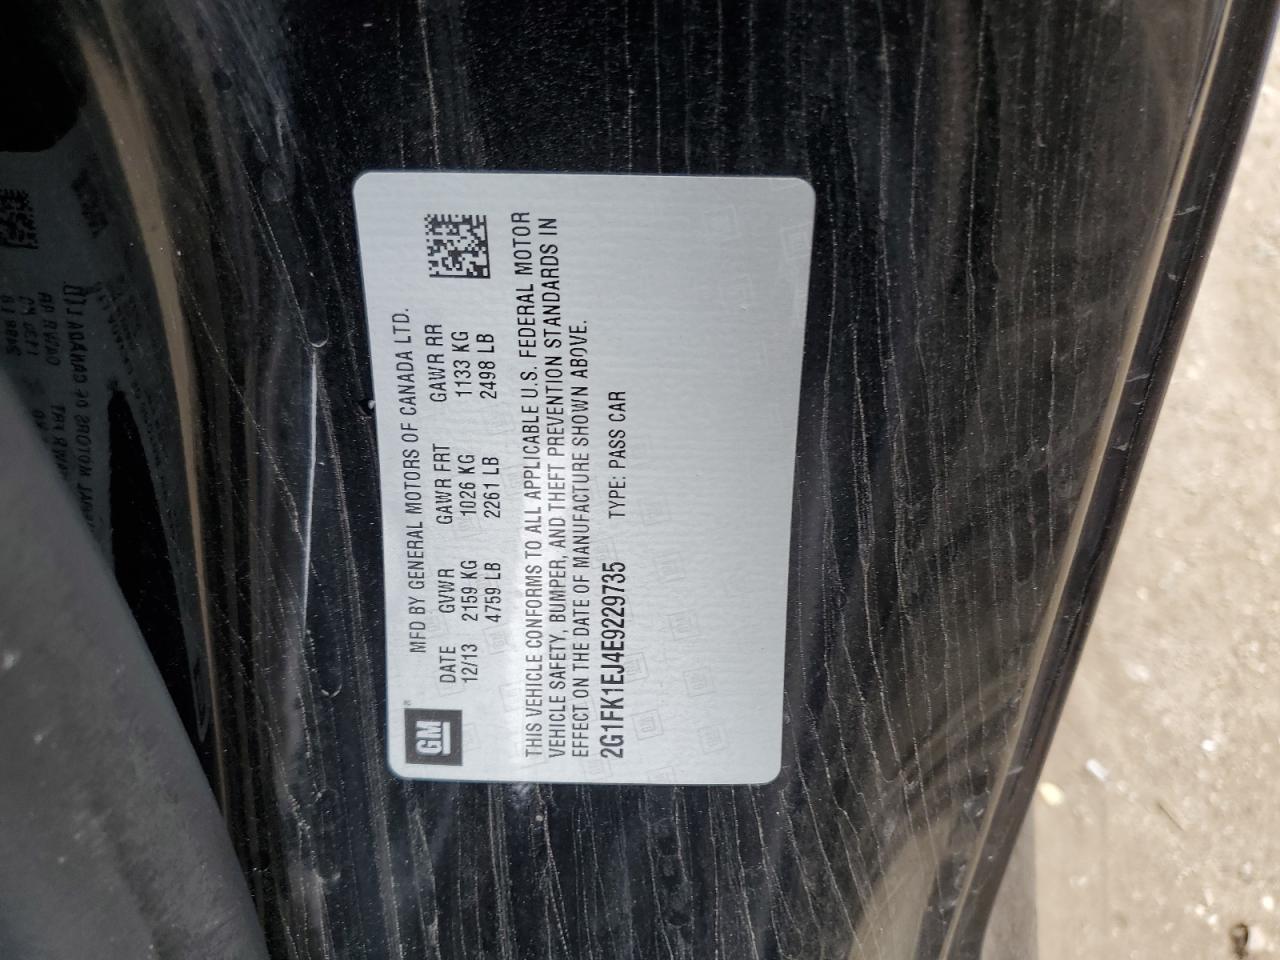 MFD BY GENERAL MOTORS OF CANADA LTD.
DATE GVWR GAWR FRT GAWR RR
12/13 2159 KG 1026 KG 1133 KG
4759 LB 2261 LB 2498 LB
GM
THIS VEHICLE CONFORMS TO ALL APPLICABLE U.S. FEDERAL MOTOR
VEHICLE SAFETY, BUMPER, AND THEFT PREVENTION STANDARDS IN
EFFECT ON THE DATE OF MANUFACTURE SHOWN ABOVE.
2G1FK1EJ4E9229735 TYPE: PASS CAR